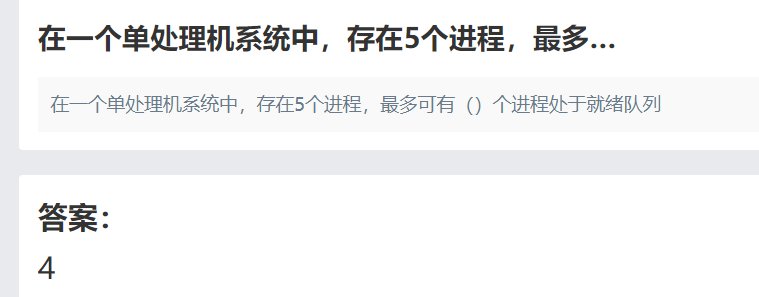 在一个单处理机系统中，存在5个进程，最多...
在一个单处理机系统中，存在5个进程，最多可有（）个进程处于就绪队列
答案：
4